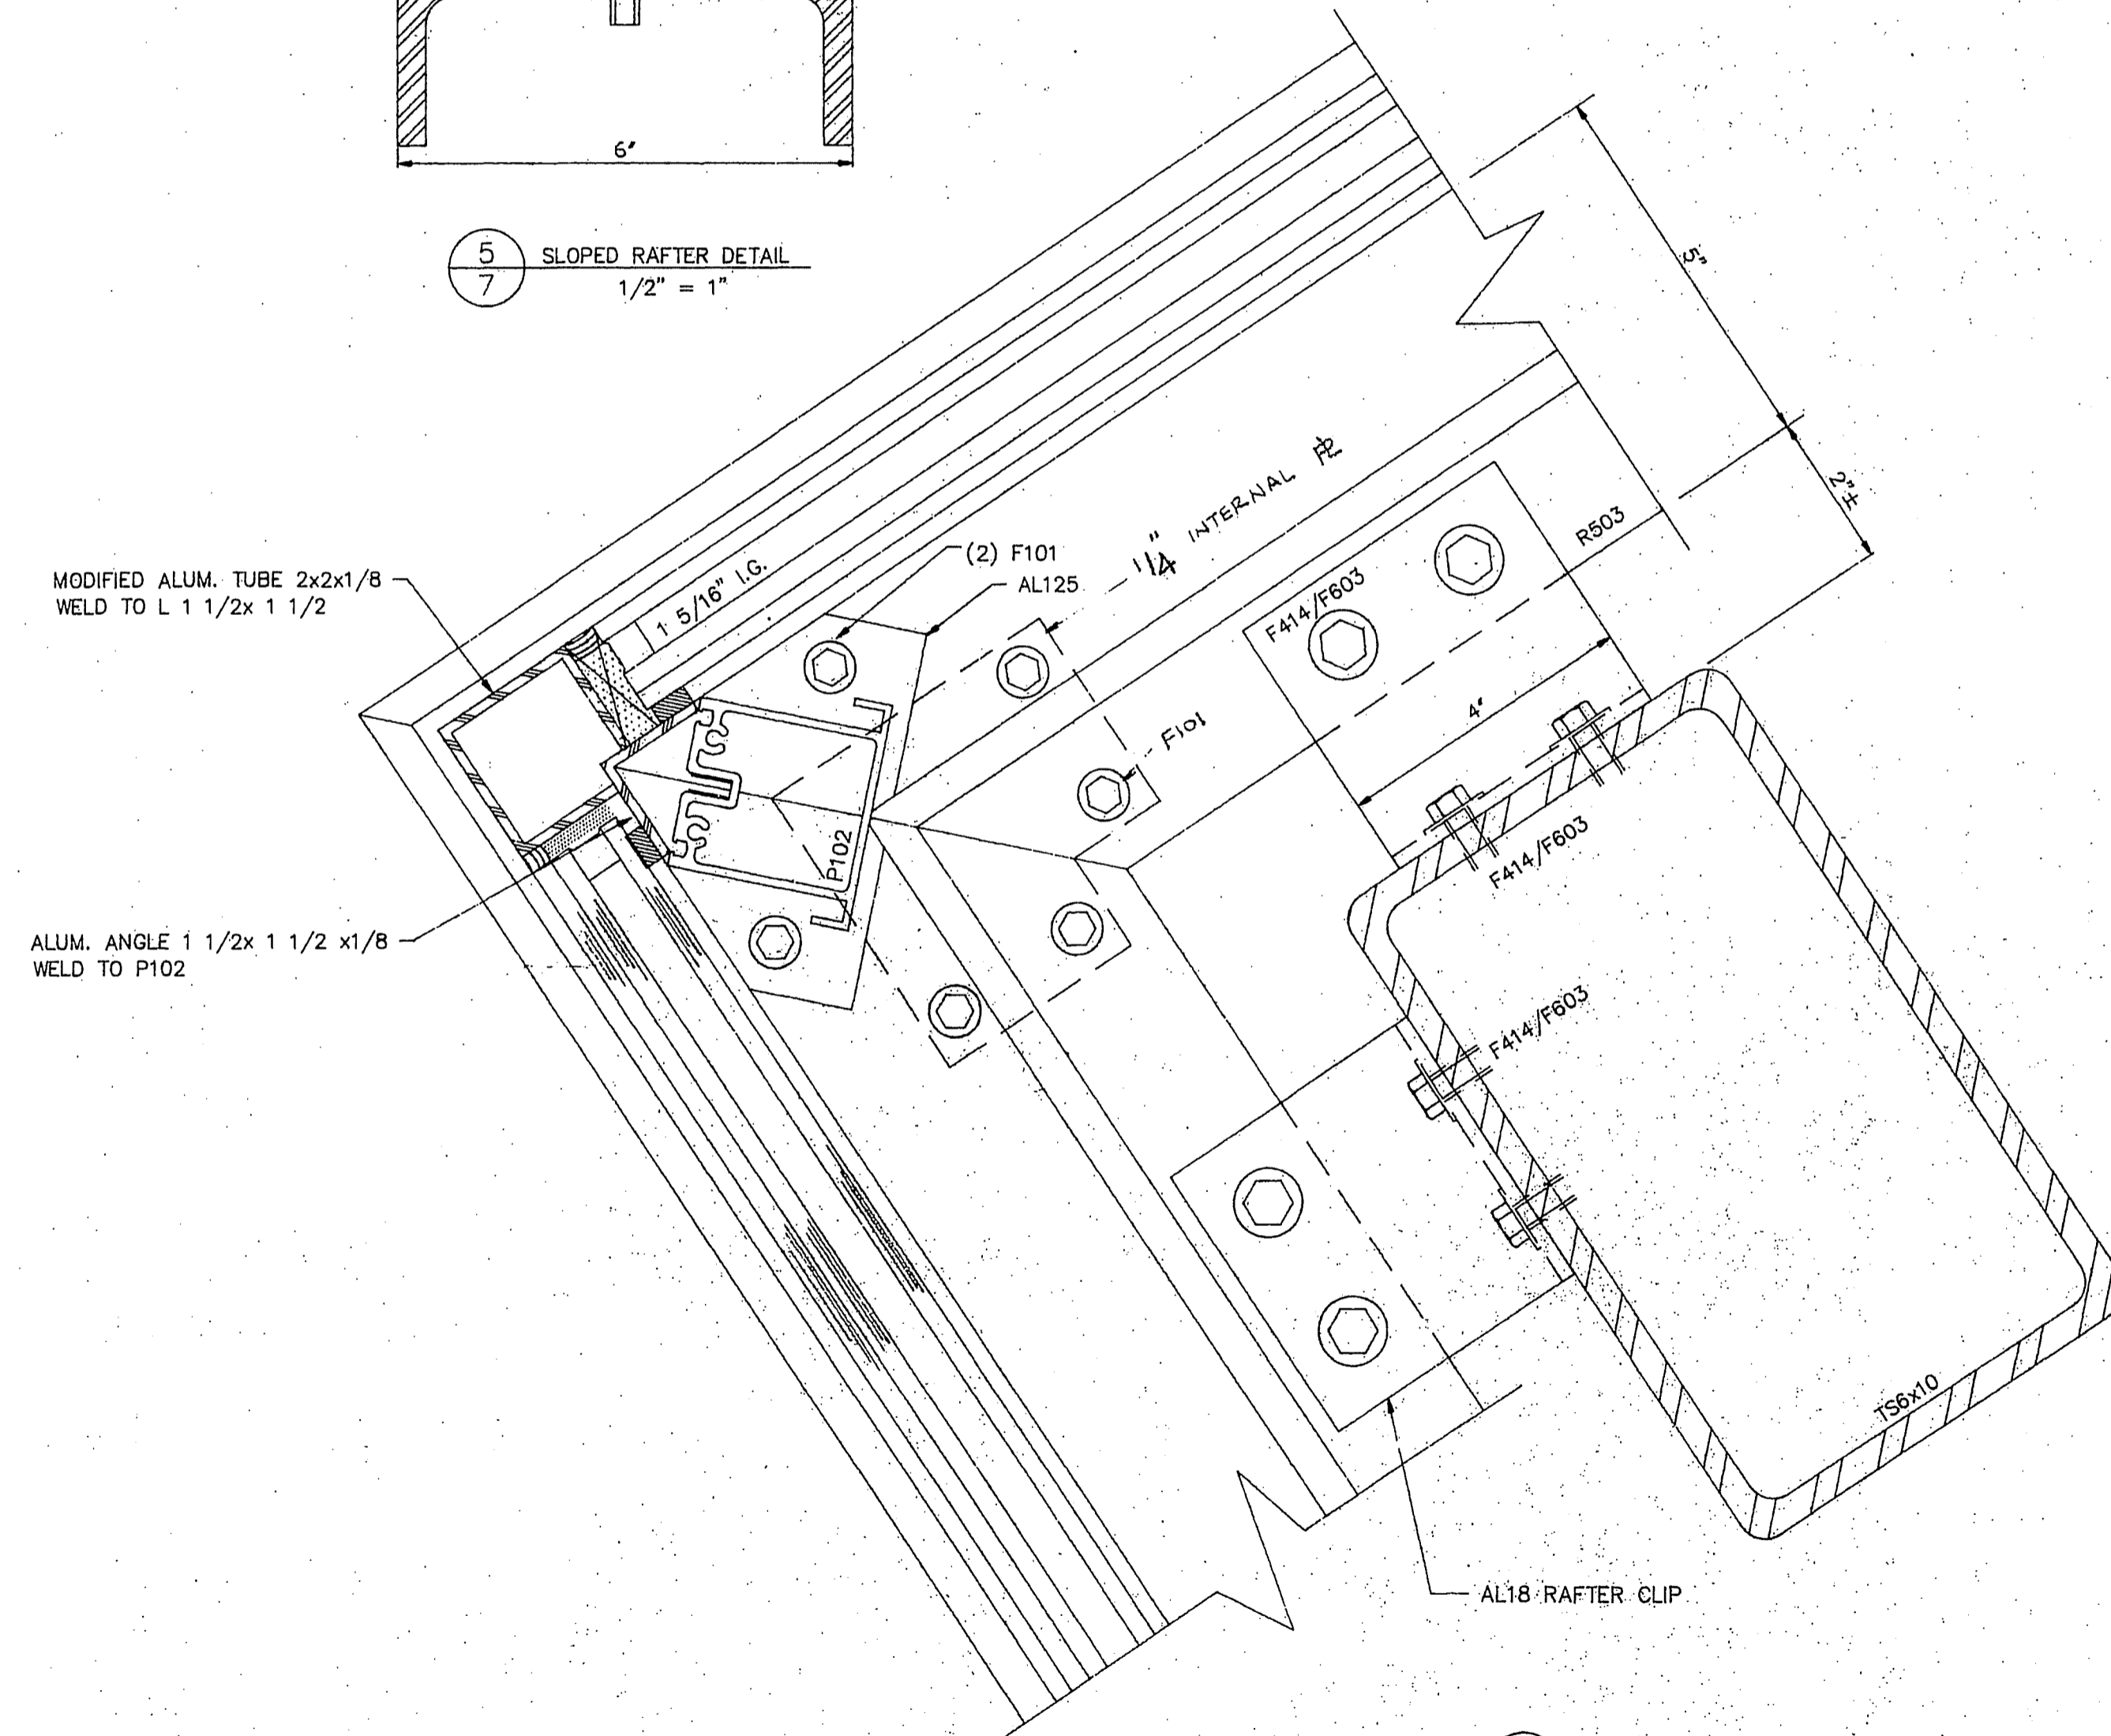 6"
5
7
SLOPED RAFTER DETAIL
1/2" = 1"
5"
2"±
1/4" INTERNAL PL
R503
(2) F101
AL125
F414/F603
MODIFIED ALUM. TUBE 2x2x1/8
WELD TO L 1 1/2x 1 1/2
1 5/16" I.G.
F101
4"
P102
F414/F603
ALUM. ANGLE 1 1/2x 1 1/2 x1/8
WELD TO P102
F414/F603
TS6x10
AL18 RAFTER CLIP